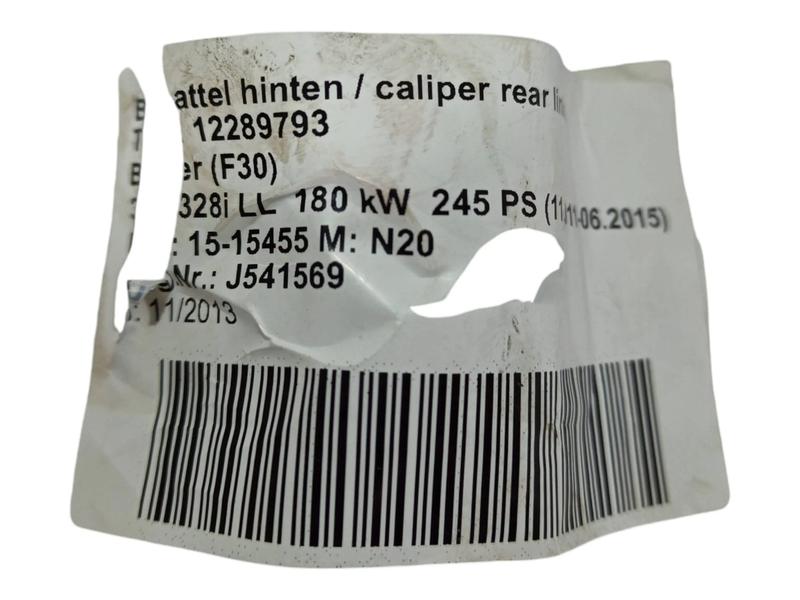 attel hinten / caliper rear lin
12289793
er (F30)
328i LL 180 kW 245 PS (11/11-06.2015)
: 15-15455 M: N20
Nr.: J541569
: 11/2013